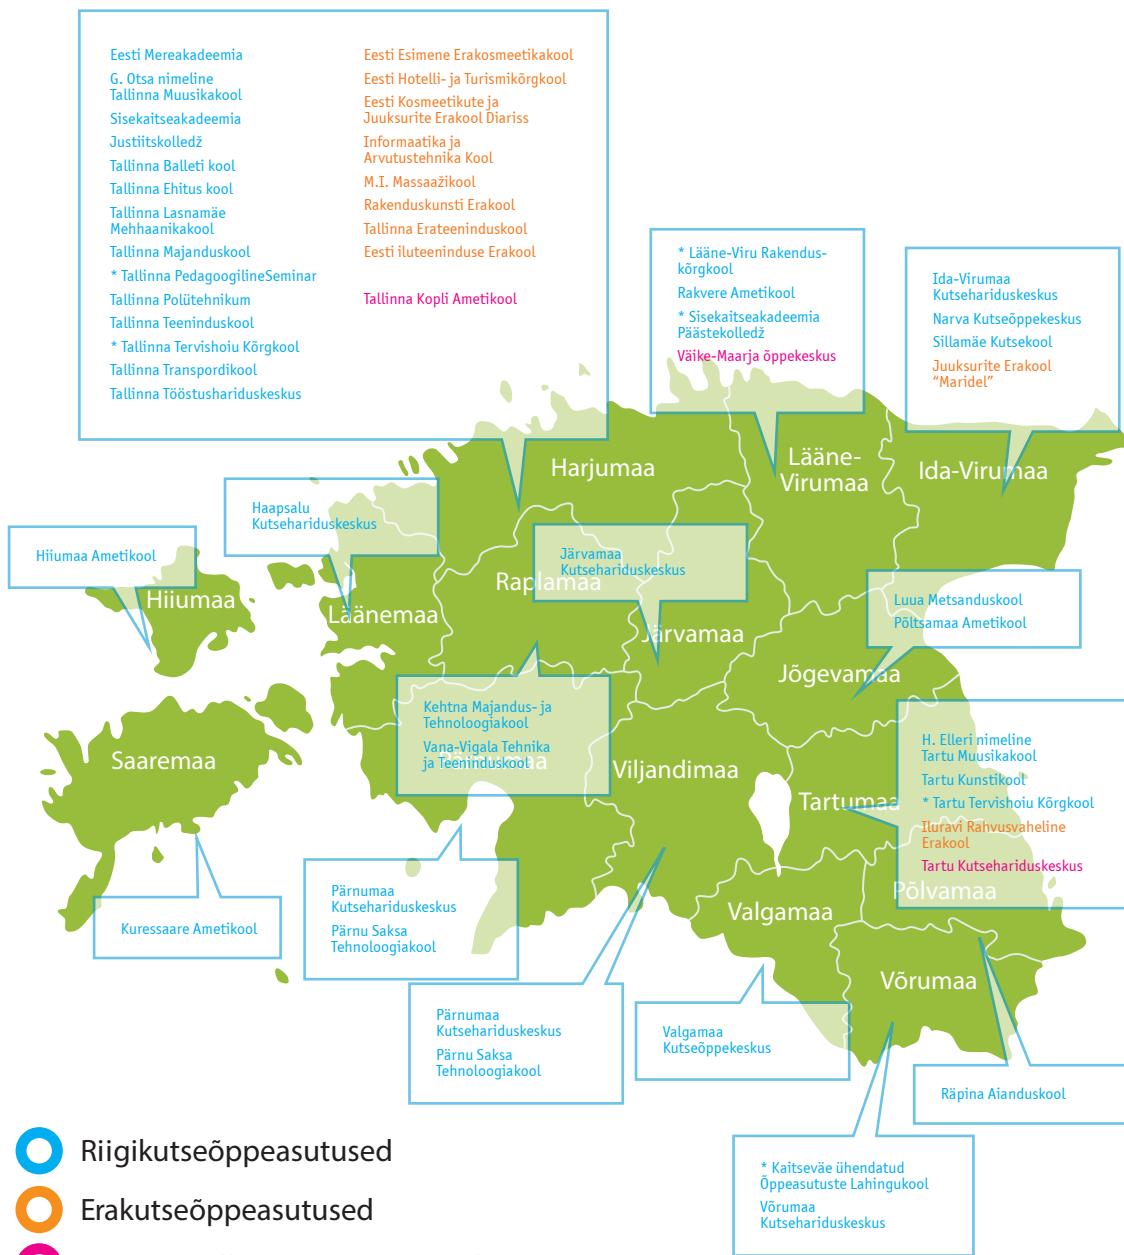 Eesti Mereakadeemia
G. Otsa nimeline
Tallinna Muusikakool
Sisekaitseakadeemia
Justiitskolledž
Tallinna Balleti kool
Tallinna Ehitus kool
Tallinna Lasnamäe
Mehhaanikakool
Tallinna Majanduskool
* Tallinna PedagoogilineSeminar
Tallinna Polütehnikum
Tallinna Teeninduskool
* Tallinna Tervishoiu Kõrgkool
Tallinna Transpordikool
Tallinna Tööstushariduskeskus
Eesti Esimene Erakosmeetikakool
Eesti Hotelli- ja Turismikõrgkool
Eesti Kosmeetikute ja
Juuksurite Erakool Diariss
Informaatika ja
Arvutustehnika Kool
M.I. Massaažikool
Rakenduskunsti Erakool
Tallinna Erateeninduskool
Eesti iluteeninduse Erakool
Tallinna Kopli Ametikool
* Lääne-Viru Rakendus-
kõrgkool
Rakvere Ametikool
* Sisekaitseakadeemia
Päästekolledž
Väike-Maarja õppekeskus
Ida-Virumaa
Kutsehariduskeskus
Narva Kutseõppekeskus
Sillamäe Kutsekool
Juuksurite Erakool
“Maridel”
Harjumaa
Lääne-
Virumaa
Ida-Virumaa
Haapsalu
Kutsehariduskeskus
Hiiumaa Ametikool
Järvamaa
Kutsehariduskeskus
Raplamaa
Hiiumaa
Läänemaa
Järvamaa
Luua Metsanduskool
Põltsamaa Ametikool
Jõgevamaa
Kehtna Majandus- ja
Tehnoloogiakool
Vana-Vigala Tehnika
ja Teeninduskool
Pärnumaa
Saaremaa
Viljandimaa
Tartumaa
H. Elleri nimeline
Tartu Muusikakool
Tartu Kunstikool
* Tartu Tervishoiu Kõrgkool
Iluravi Rahvusvaheline
Erakool
Tartu Kutsehariduskeskus
Põlvamaa
Valgamaa
Võrumaa
Kuressaare Ametikool
Pärnumaa
Kutsehariduskeskus
Pärnu Saksa
Tehnoloogiakool
Pärnumaa
Kutsehariduskeskus
Pärnu Saksa
Tehnoloogiakool
Valgamaa
Kutseõppekeskus
Räpina Aianduskool
* Kaitseväe ühendatud
Õppeasutuste Lahingukool
Võrumaa
Kutsehariduskeskus
Riigikutseõppeasutused
Erakutseõppeasutused